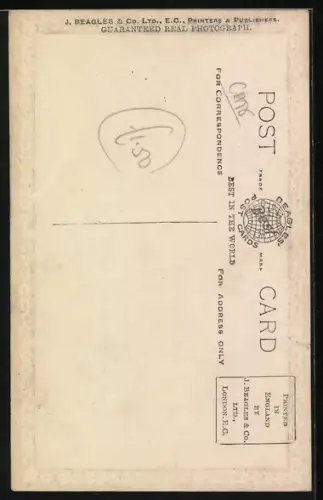 J. BEAGLES & CO. LTD., E.C., PRINTERS & PUBLISHERS.
GUARANTEED REAL PHOTOGRAPH.
POST CARD
TRADE MARK
BEAGLES
BEST
POST CARDS
BEST IN THE WORLD
FOR CORRESPONDENCE
FOR ADDRESS ONLY
PRINTED
IN
ENGLAND
BY
J. BEAGLES & CO.
LTD.,
LONDON, E.C.